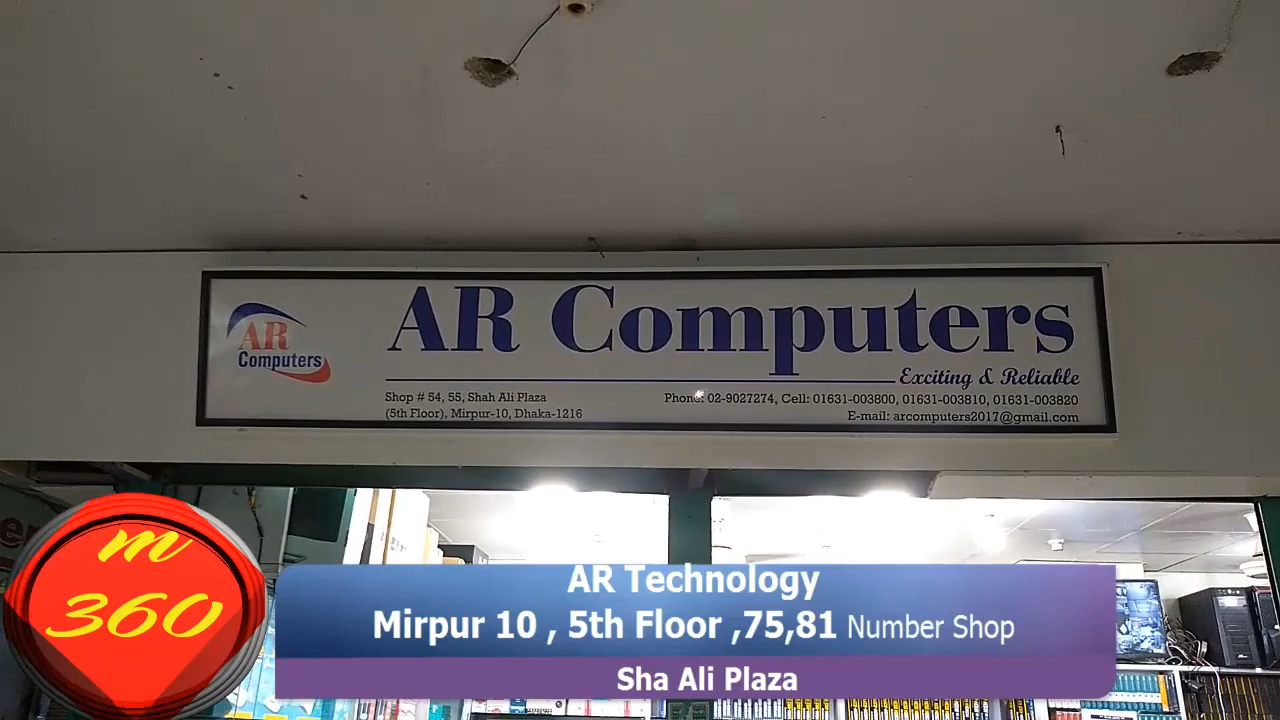 AR Computers
AR
Computers
Exciting & Reliable
Shop # 54, 55, Shah Ali Plaza
(5th Floor), Mirpur-10, Dhaka-1216
Phone: 02-9027274, Cell: 01631-003800, 01631-003810, 01631-003820
E-mail: arcomputers2017@gmail.com
m
360
AR Technology
Mirpur 10 , 5th Floor ,75,81 Number Shop
Sha Ali Plaza